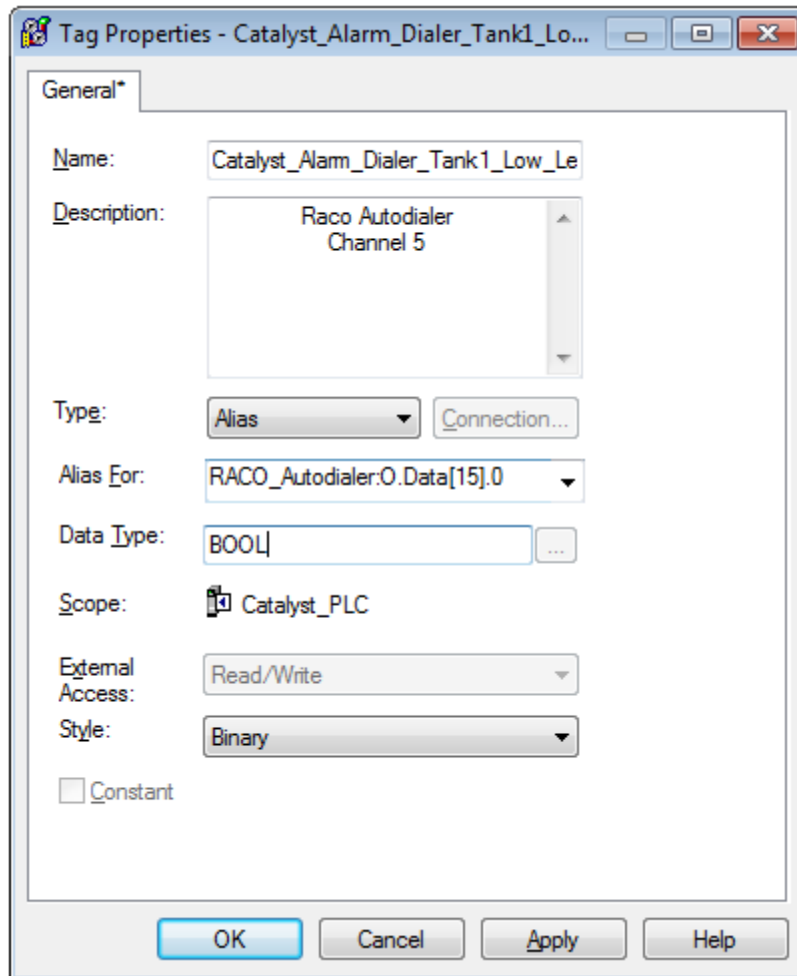 Tag Properties - Catalyst_Alarm_Dialer_Tank1_Lo...
General*
Name: Catalyst_Alarm_Dialer_Tank1_Low_Le
Description: Raco Autodialer
Channel 5
Type: Alias Connection...
Alias For: RACO_Autodialer:O.Data[15].0
Data Type: BOOL ...
Scope: Catalyst_PLC
External
Access: Read/Write
Style: Binary
Constant
OK Cancel Apply Help